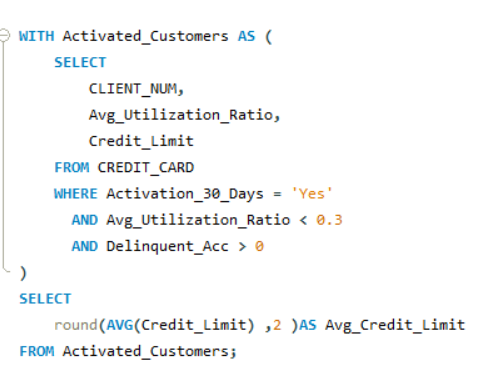 WITH Activated_Customers AS (
SELECT
CLIENT_NUM,
Avg_Utilization_Ratio,
Credit_Limit
FROM CREDIT_CARD
WHERE Activation_30_Days = 'Yes'
AND Avg_Utilization_Ratio < 0.3
AND Delinquent_Acc > 0
)
SELECT
round(AVG(Credit_Limit) ,2 )AS Avg_Credit_Limit
FROM Activated_Customers;